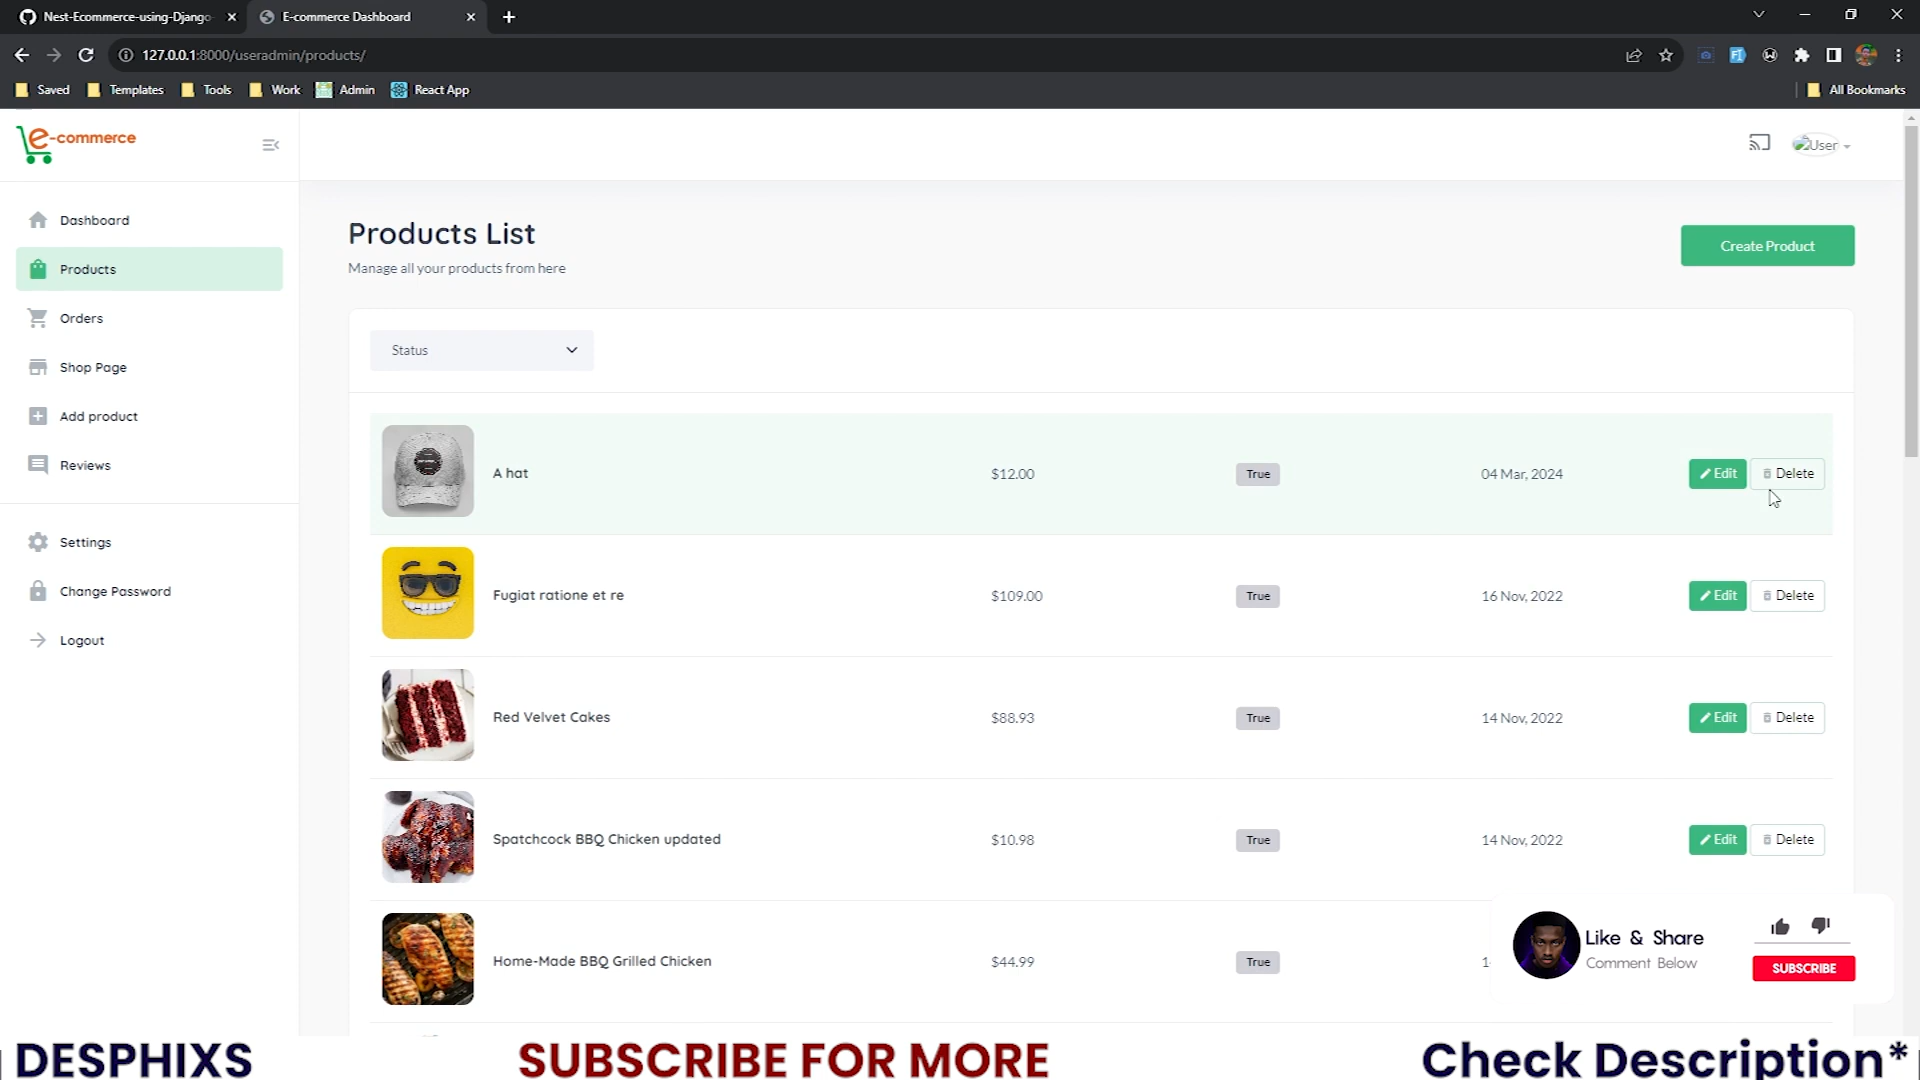 Nest-Ecommerce-using-Django-
E-commerce Dashboard
127.0.0.1:8000/useradmin/products/
Saved
Templates
Tools
Work
Admin
React App
All Bookmarks
e-commerce
User
Dashboard
Products
Orders
Shop Page
Add product
Reviews
Settings
Change Password
Logout
Products List
Manage all your products from here
Create Product
Status
A hat $12.00 True 04 Mar, 2024 Edit Delete
Fugiat ratione et re $109.00 True 16 Nov, 2022 Edit Delete
Red Velvet Cakes $88.93 True 14 Nov, 2022 Edit Delete
Spatchcock BBQ Chicken updated $10.98 True 14 Nov, 2022 Edit Delete
Home-Made BBQ Grilled Chicken $44.99 True
Like & Share
Comment Below
SUBSCRIBE
DESPHIXS SUBSCRIBE FOR MORE Check Description*